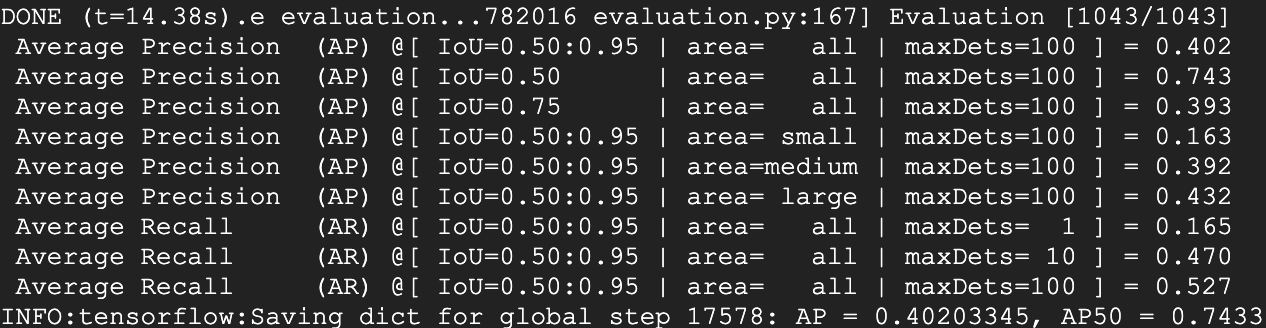 DONE (t=14.38s).e evaluation...782016 evaluation.py:167] Evaluation [1043/1043]
 Average Precision  (AP) @[ IoU=0.50:0.95 | area=   all | maxDets=100 ] = 0.402
 Average Precision  (AP) @[ IoU=0.50      | area=   all | maxDets=100 ] = 0.743
 Average Precision  (AP) @[ IoU=0.75      | area=   all | maxDets=100 ] = 0.393
 Average Precision  (AP) @[ IoU=0.50:0.95 | area= small | maxDets=100 ] = 0.163
 Average Precision  (AP) @[ IoU=0.50:0.95 | area=medium | maxDets=100 ] = 0.392
 Average Precision  (AP) @[ IoU=0.50:0.95 | area= large | maxDets=100 ] = 0.432
 Average Recall     (AR) @[ IoU=0.50:0.95 | area=   all | maxDets=  1 ] = 0.165
 Average Recall     (AR) @[ IoU=0.50:0.95 | area=   all | maxDets= 10 ] = 0.470
 Average Recall     (AR) @[ IoU=0.50:0.95 | area=   all | maxDets=100 ] = 0.527
INFO:tensorflow:Saving dict for global step 17578: AP = 0.40203345, AP50 = 0.7433